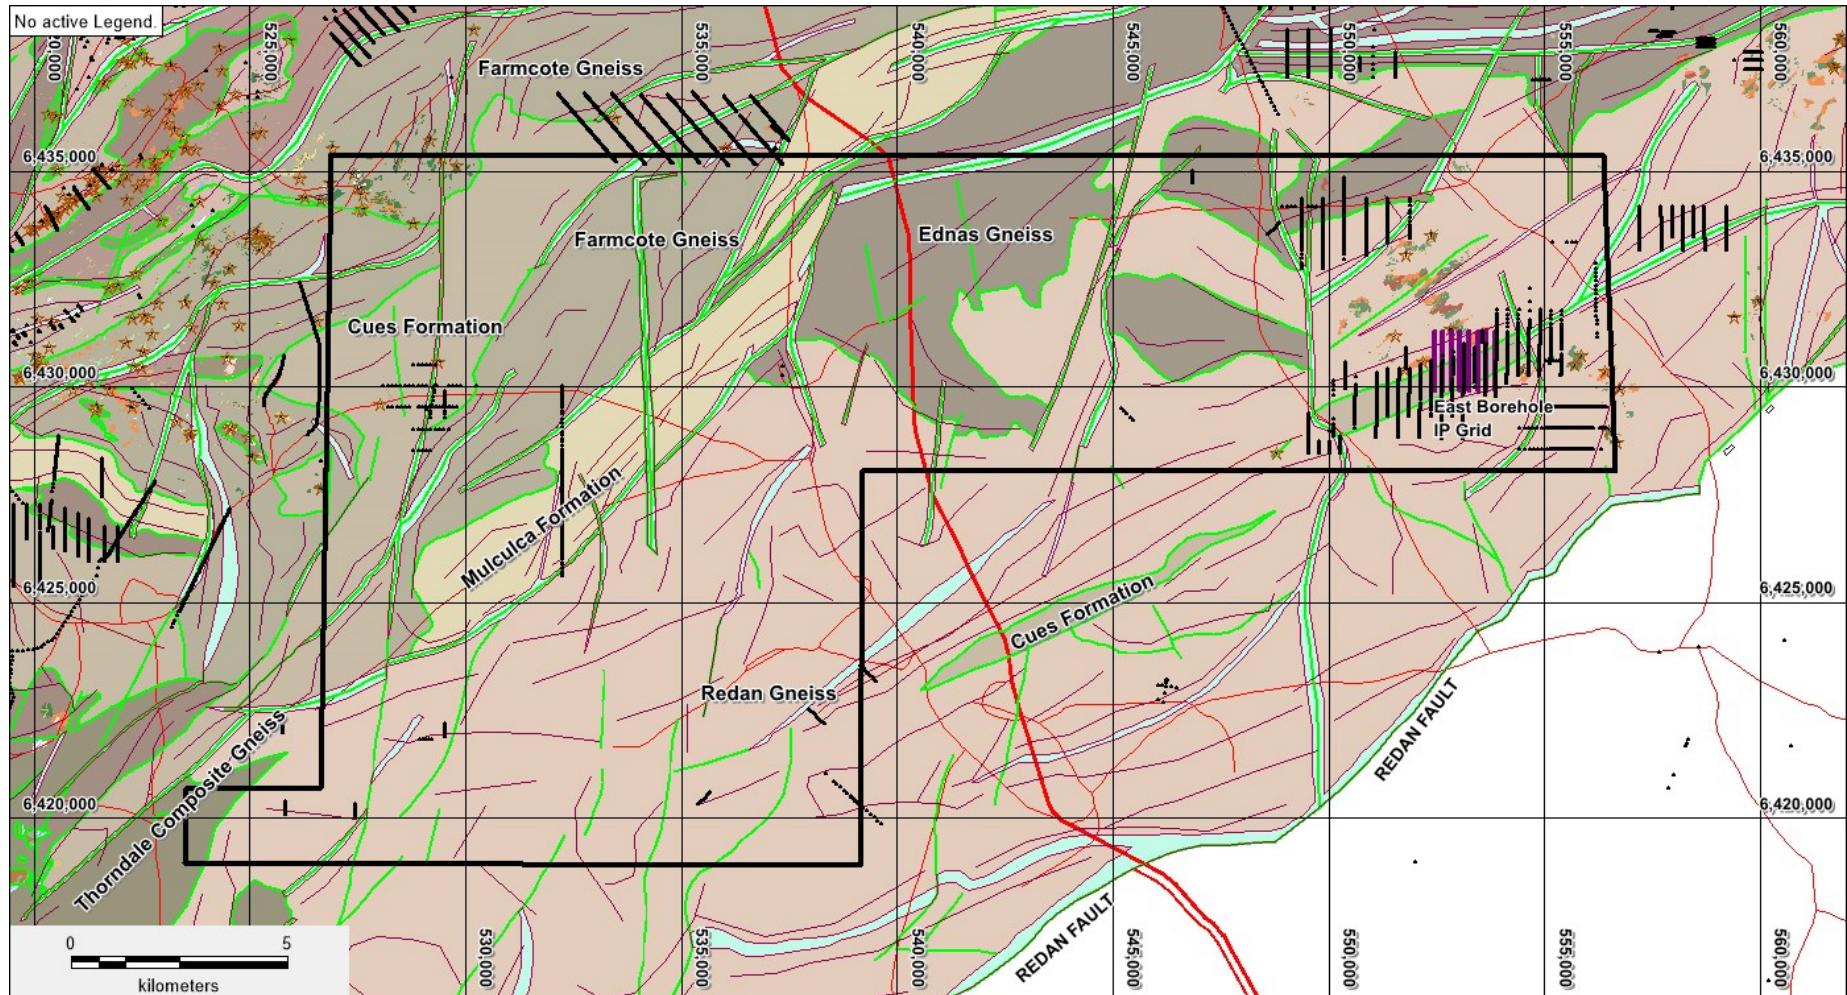 No active Legend.
525,000
535,000
540,000
545,000
550,000
555,000
560,000
Farmcote Gneiss
6,435,000
6,435,000
Farmcote Gneiss
Ednas Gneiss
Cues Formation
6,430,000
6,430,000
East Borehole
IP Grid
Mulculca Formation
6,425,000
6,425,000
Cues Formation
Redan Gneiss
REDAN FAULT
Thorndale Composite Gneiss
6,420,000
6,420,000
REDAN FAULT
530,000
535,000
540,000
545,000
550,000
555,000
560,000
0 5
kilometers